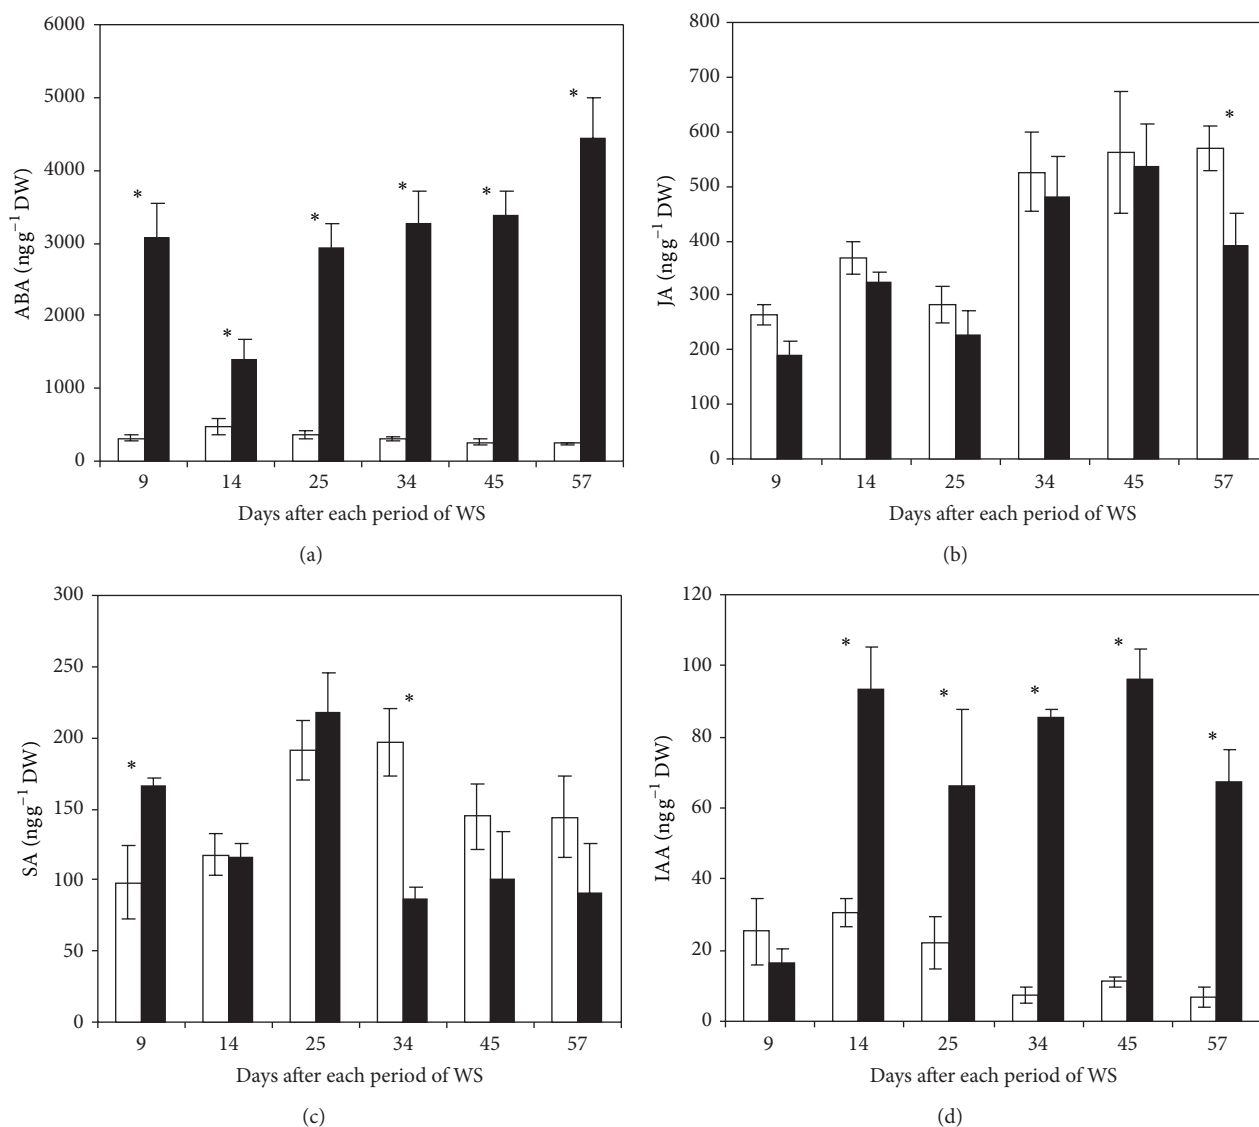 6000
5000
4000
3000
2000
1000
0
ABA (ng g⁻¹ DW)
* * * * * *
9 14 25 34 45 57
Days after each period of WS
(a)
800
700
600
500
400
300
200
100
0
JA (ng g⁻¹ DW)
*
9 14 25 34 45 57
Days after each period of WS
(b)
300
250
200
150
100
50
0
SA (ng g⁻¹ DW)
* *
9 14 25 34 45 57
Days after each period of WS
(c)
120
100
80
60
40
20
0
IAA (ng g⁻¹ DW)
* * * * *
9 14 25 34 45 57
Days after each period of WS
(d)